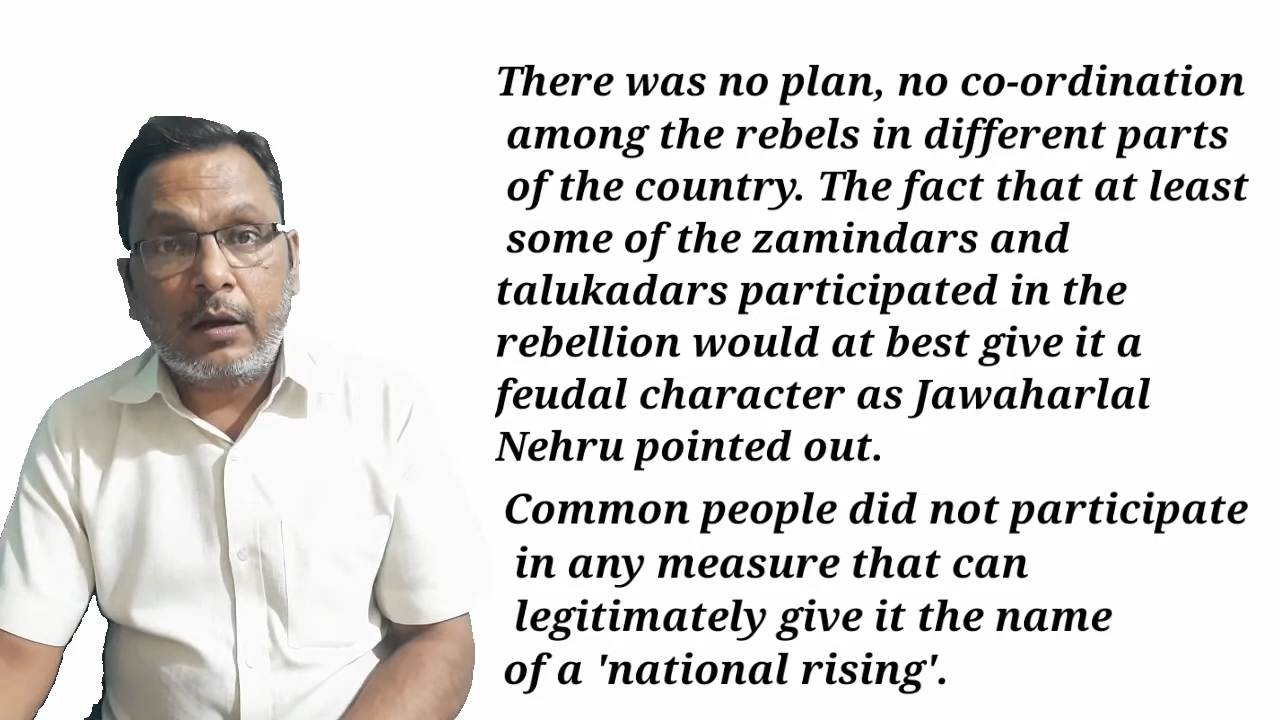 There was no plan, no co-ordination
among the rebels in different parts
of the country. The fact that at least
some of the zamindars and
talukadars participated in the
rebellion would at best give it a
feudal character as Jawaharlal
Nehru pointed out.
Common people did not participate
in any measure that can
legitimately give it the name
of a 'national rising'.